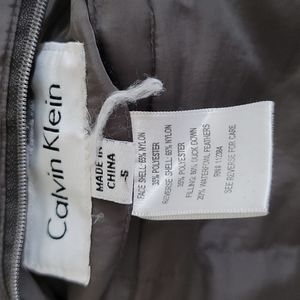 Calvin Klein
MADE IN
CHINA
S
FACE SHELL: 65% NYLON
35% POLYESTER
REVERSE SHELL: 65% NYLON
35% POLYESTER
FILLING: 80% DUCK DOWN
20% WATERFOWL FEATHERS
RN# 112084
SEE REVERSE FOR CARE